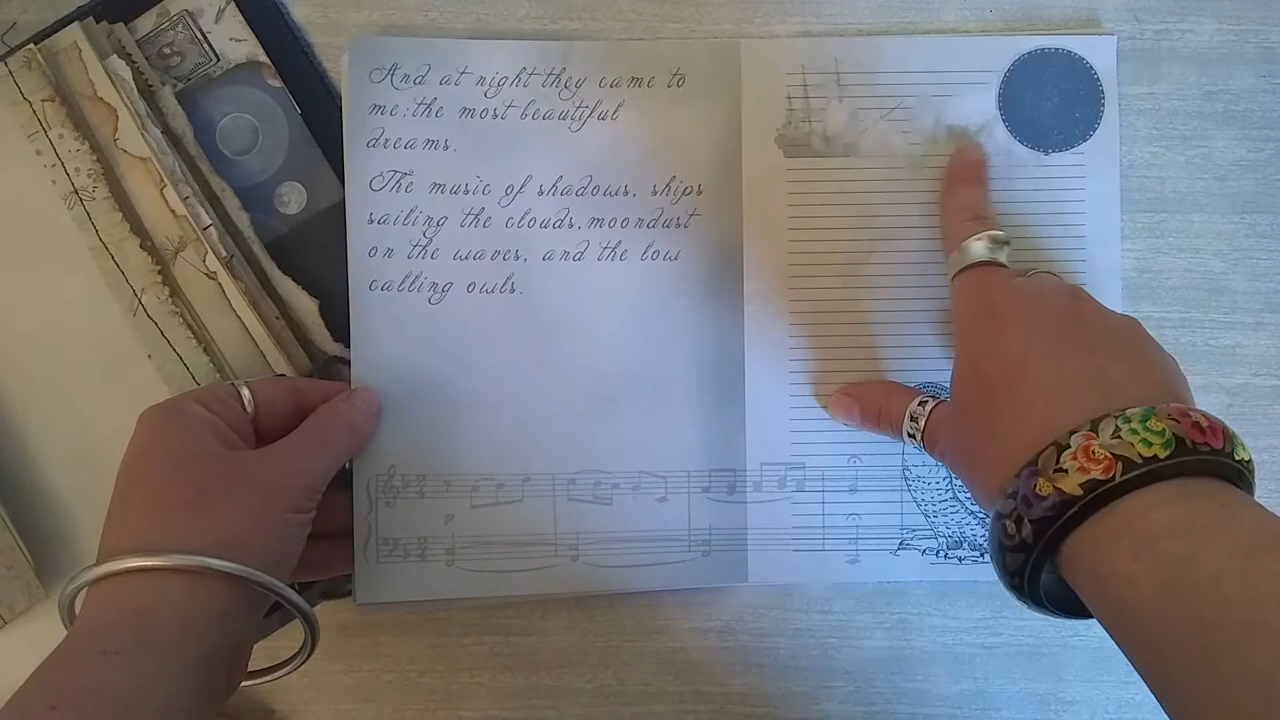 And at night they came to
me: the most beautiful
dreams.
The music of shadows, ships
sailing the clouds, moondust
on the waves, and the low
calling owls.